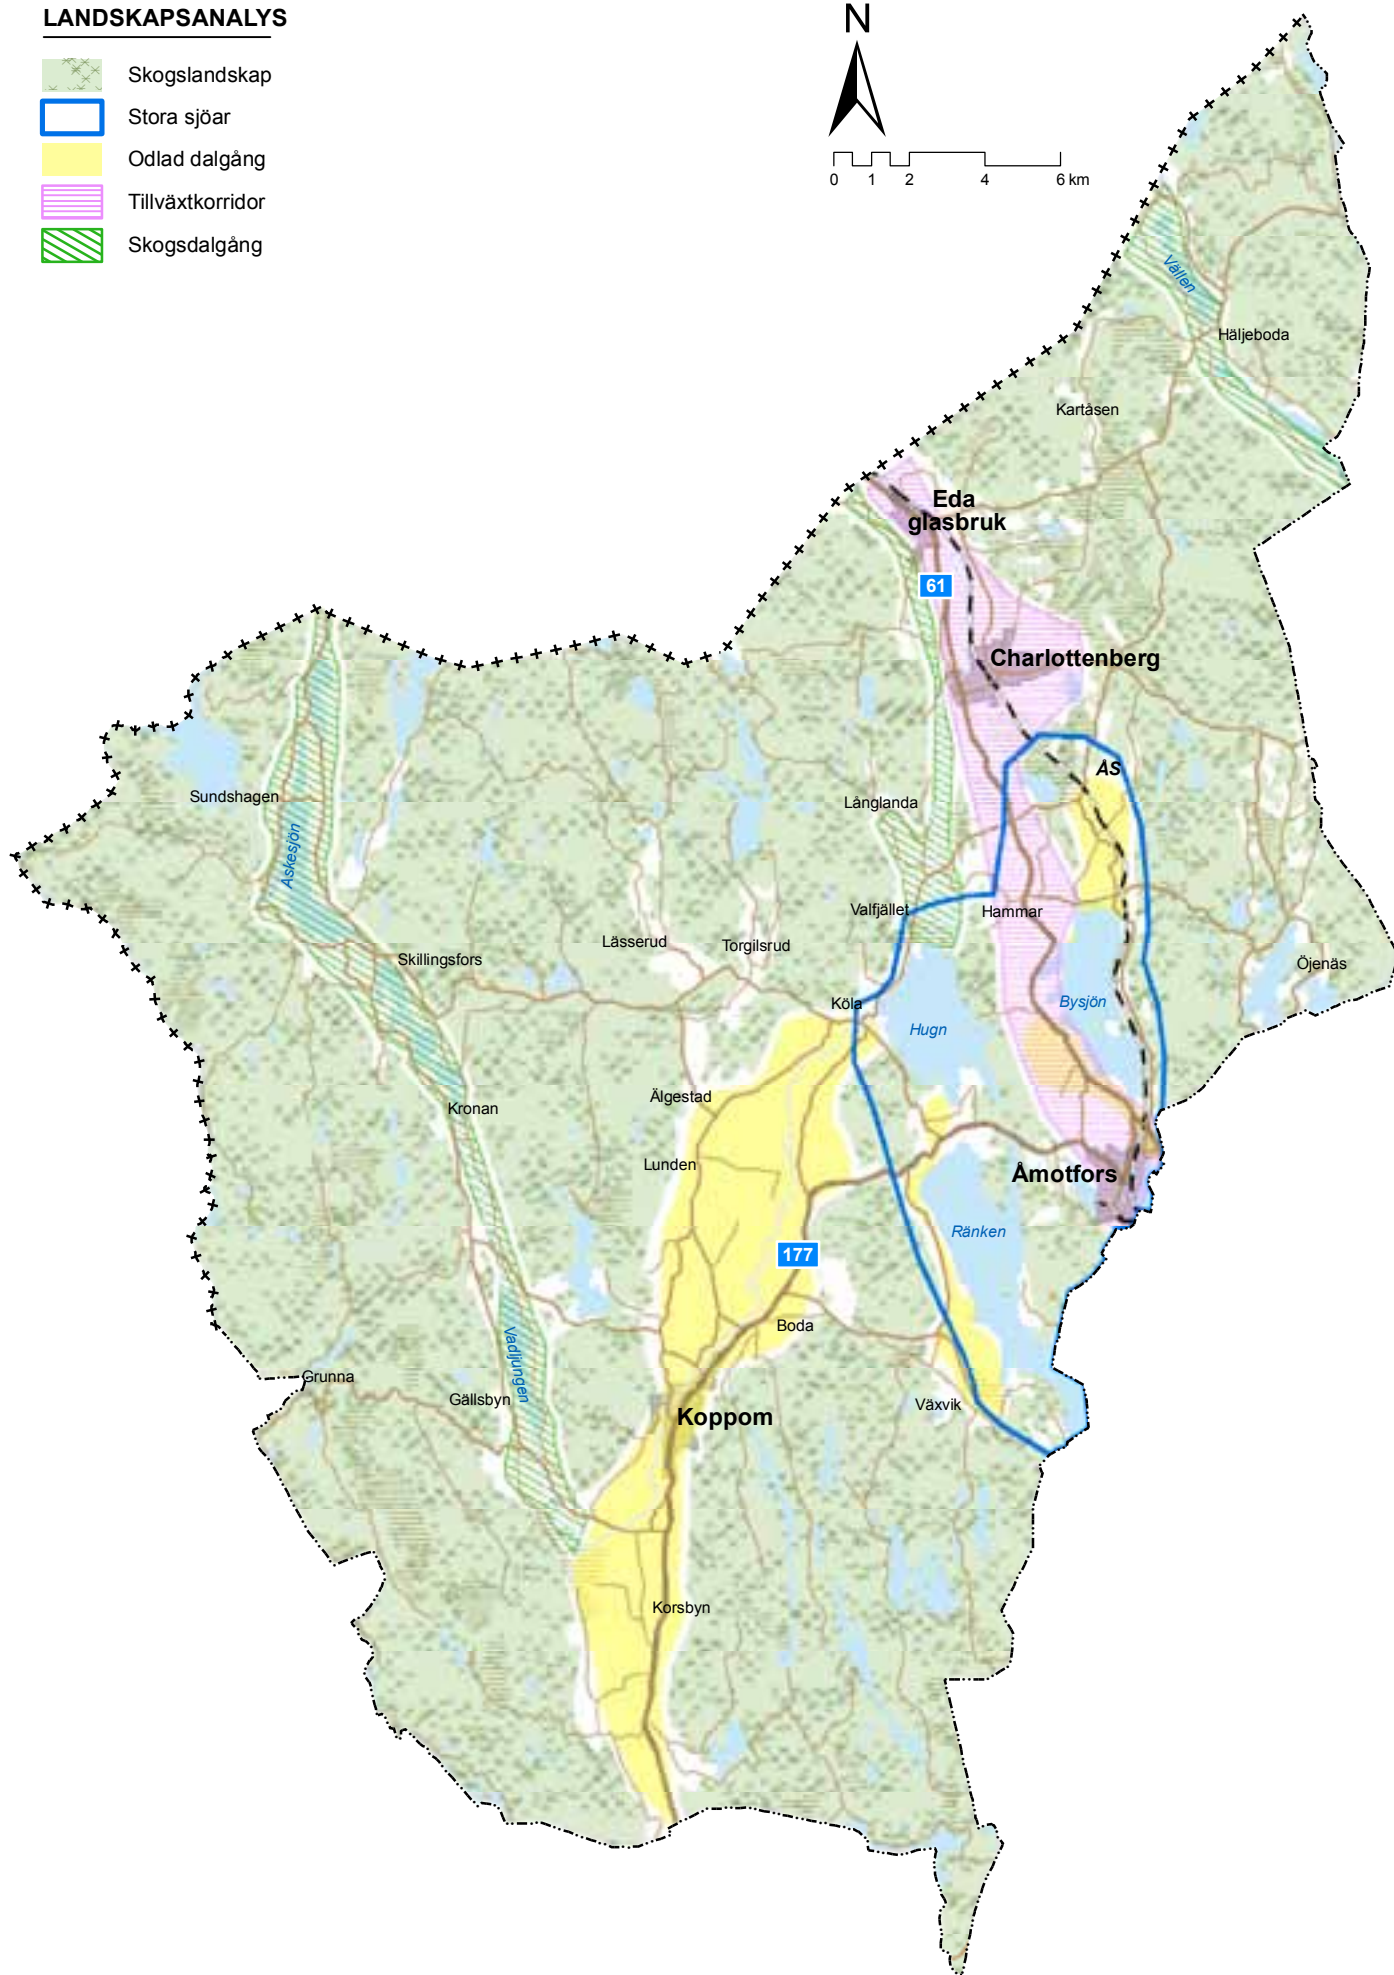 LANDSKAPSANALYS
Skogslandskap
Stora sjöar
Odlad dalgång
Tillväxtkorridor
Skogsdalgång
N
0 1 2 4 6 km
Vällen
Häljeboda
Kartåsen
Eda
glasbruk
61
Charlottenberg
ÅS
Sundshagen
Långlanda
Askesjön
Valfjället
Hammar
Lässerud
Torgilsrud
Skillingsfors
Öjenäs
Köla
Bysjön
Hugn
Älgestad
Kronan
Lunden
Åmotfors
Ränken
177
Boda
Vadljungen
Grunna
Gällsbyn
Växvik
Koppom
Korsbyn